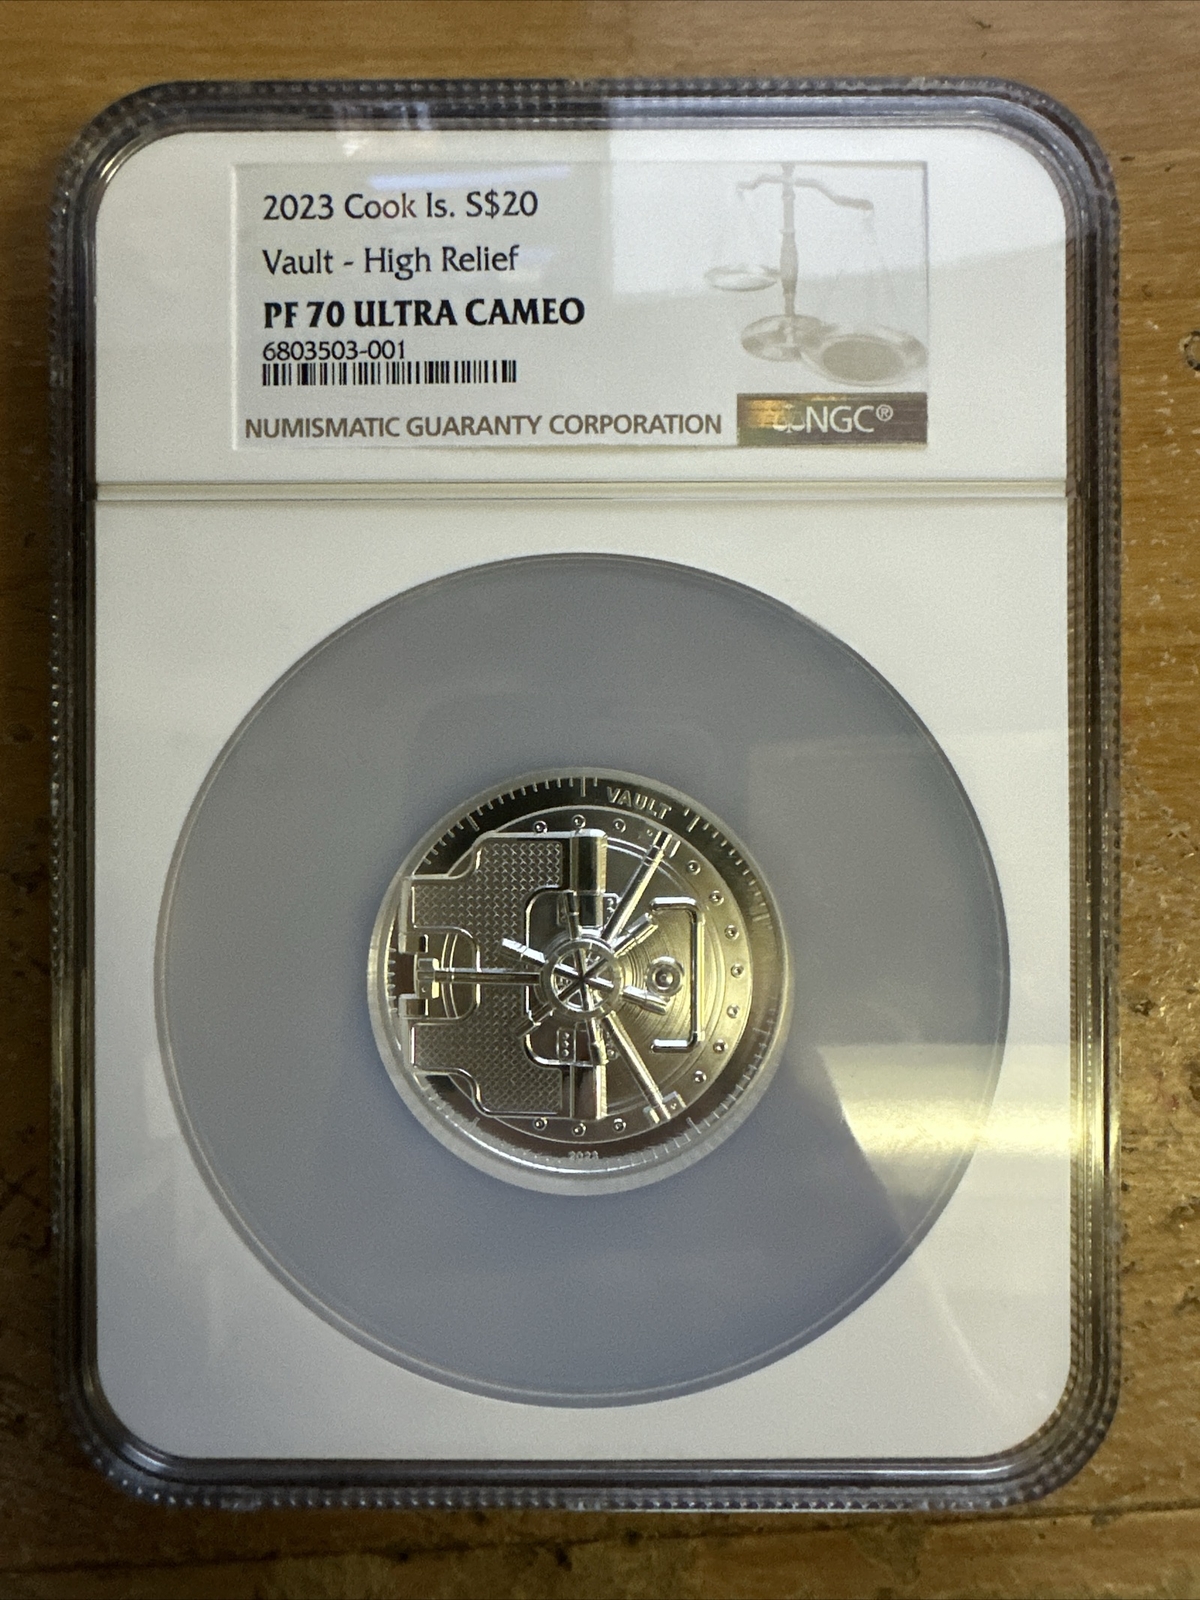 2023 Cook Is. S$20
Vault - High Relief
PF 70 ULTRA CAMEO
6803503-001
NUMISMATIC GUARANTY CORPORATION
NGC®
VAULT
2023